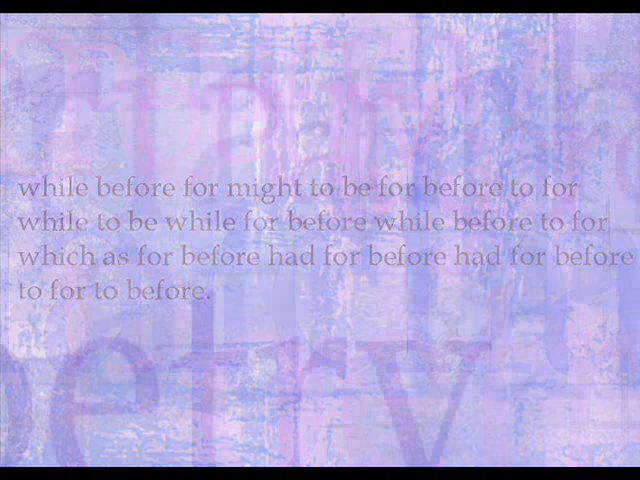 while before for might to be for before to for
while to be while for before while before to for
which as for before had for before had for before
to for to before.
etry